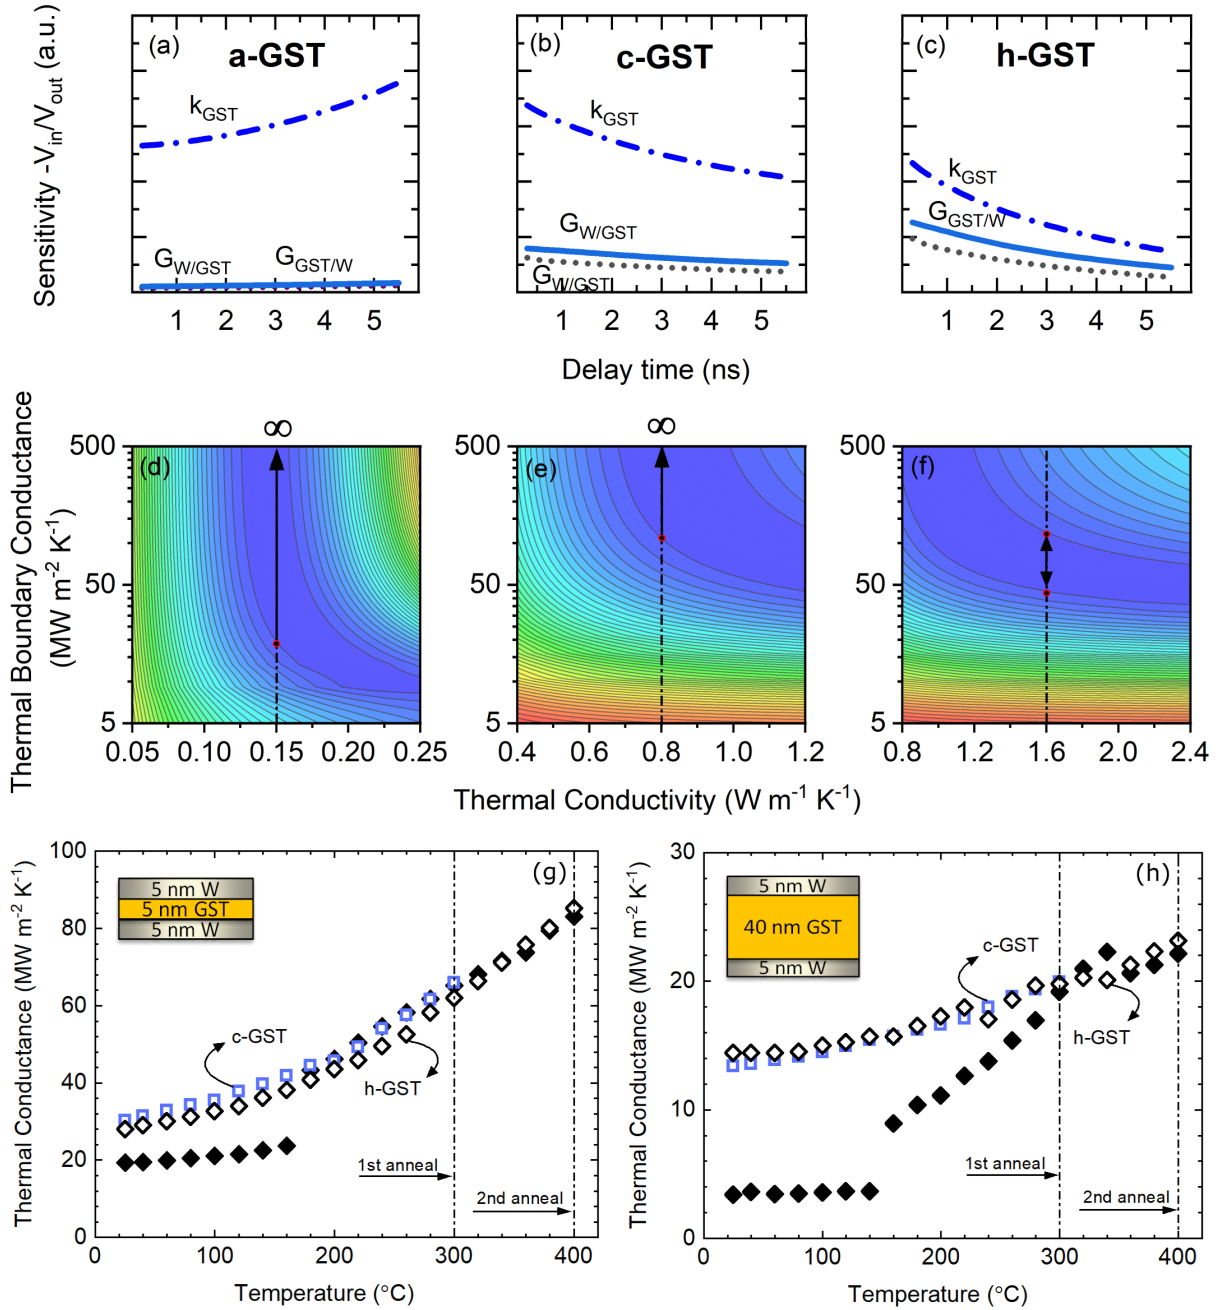 Sensitivity -V_in/V_out (a.u.)
(a)
a-GST
k_GST
G_W/GST
G_GST/W
1 2 3 4 5
(b)
c-GST
k_GST
G_W/GST
G_W/GST
1 2 3 4 5
(c)
h-GST
k_GST
G_GST/W
1 2 3 4 5
Delay time (ns)
Thermal Boundary Conductance
(MW m⁻² K⁻¹)
∞
500
(d)
50
5
0.05 0.10 0.15 0.20 0.25
∞
500
(e)
50
5
0.4 0.6 0.8 1.0 1.2
500
(f)
50
5
0.8 1.2 1.6 2.0 2.4
Thermal Conductivity (W m⁻¹ K⁻¹)
Thermal Conductance (MW m⁻² K⁻¹)
100
80
60
40
20
0
(g)
5 nm W
5 nm GST
5 nm W
c-GST
h-GST
1st anneal
2nd anneal
0 100 200 300 400
Temperature (°C)
Thermal Conductance (MW m⁻² K⁻¹)
30
20
10
0
(h)
5 nm W
40 nm GST
5 nm W
c-GST
h-GST
1st anneal
2nd anneal
0 100 200 300 400
Temperature (°C)